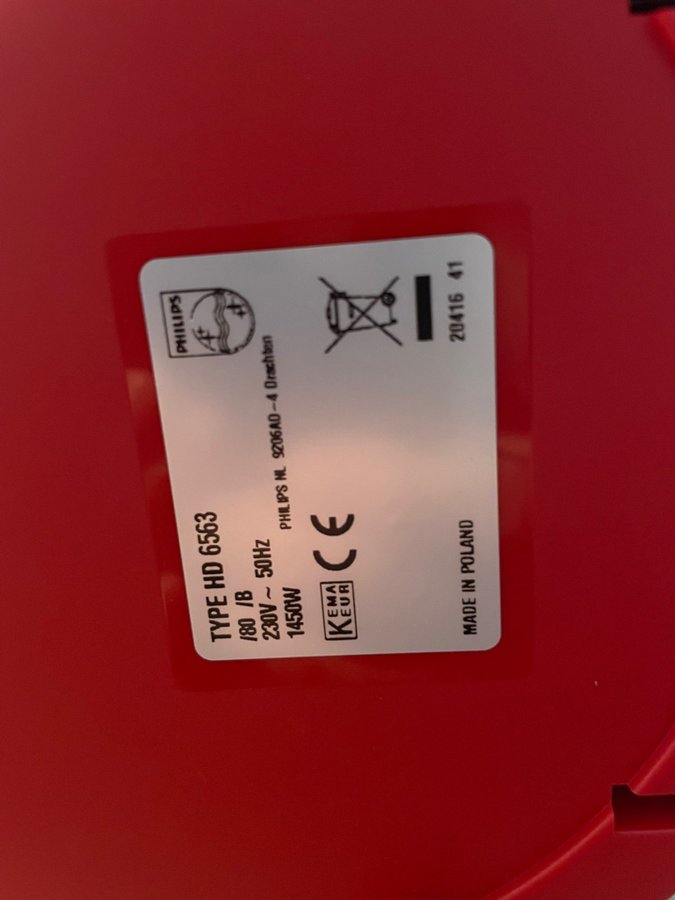 PHILIPS
TYPE HD 6563
/80 /B
230V ~ 50Hz
1450W
PHILIPS NL 9206AD-4 Drachten
KEMA
KEUR
CE
MADE IN POLAND
20416 41